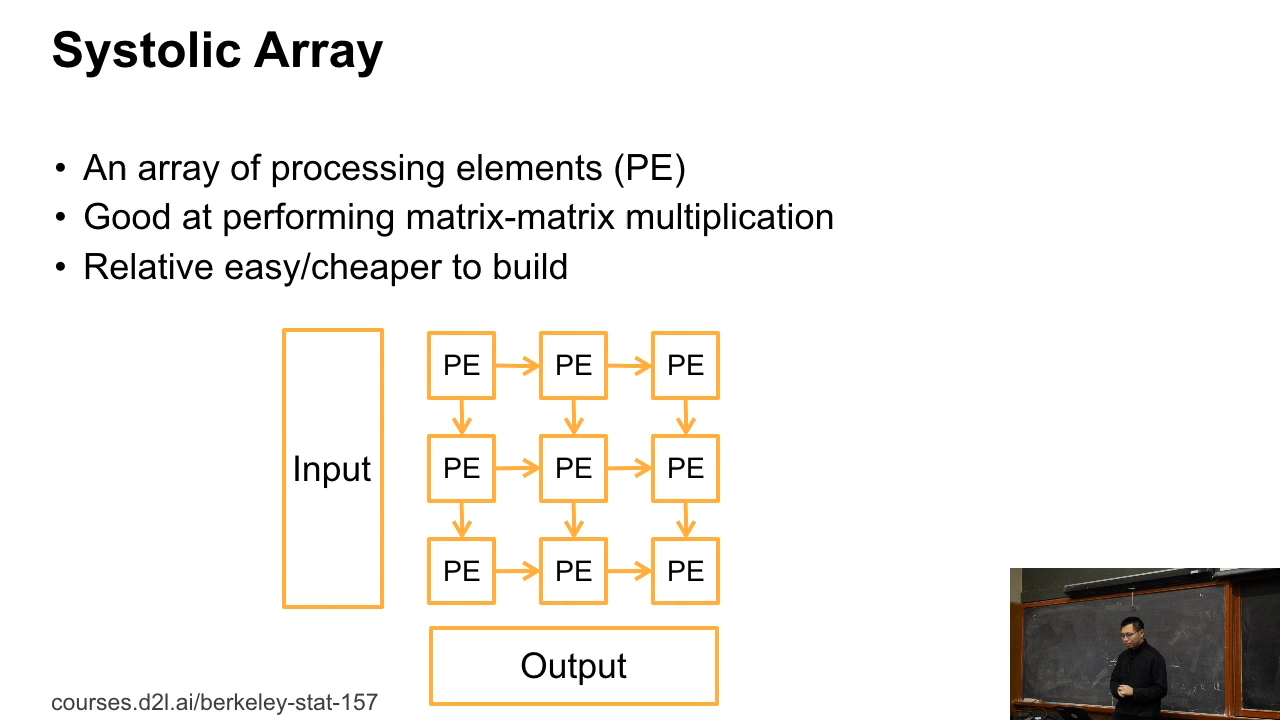 Systolic Array
• An array of processing elements (PE)
• Good at performing matrix-matrix multiplication
• Relative easy/cheaper to build
PE PE PE
Input PE PE PE
PE PE PE
Output
courses.d2l.ai/berkeley-stat-157